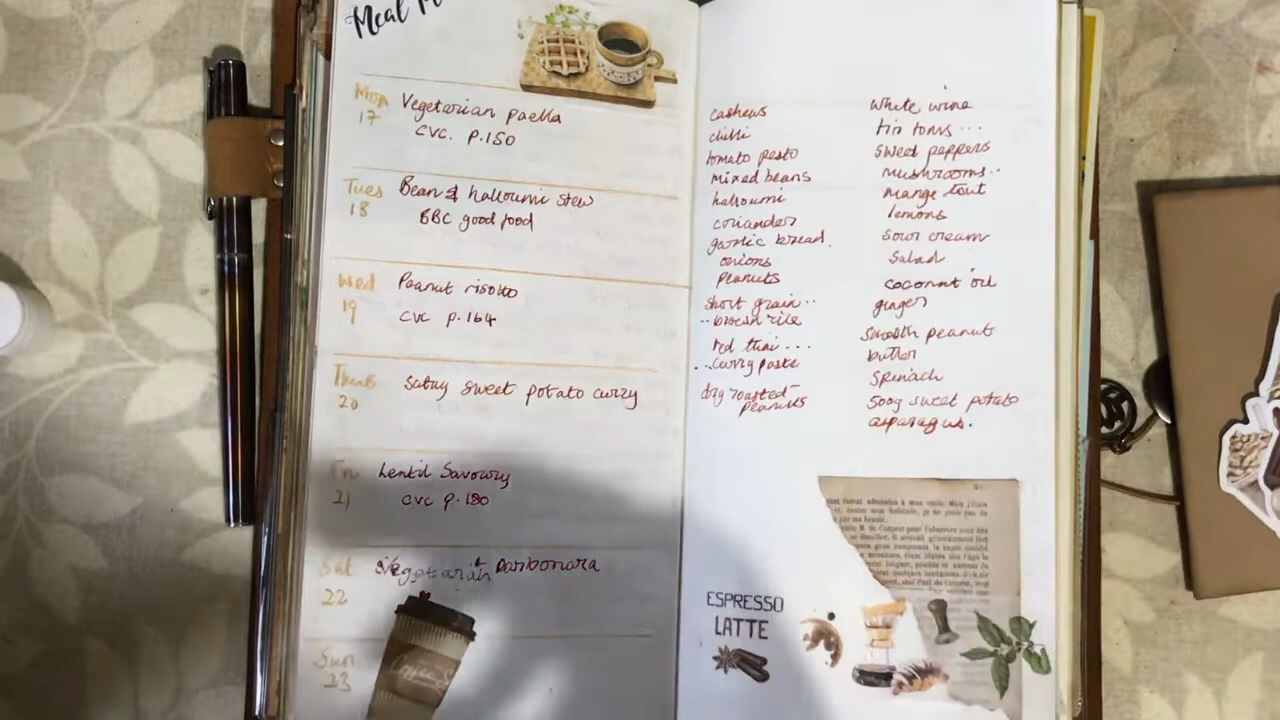 Meal M
Mon
17
Vegetarian paella
CVC. p.150
Tues
18
Bean & halloumi stew
BBC good food
Wed
19
Peanut risotto
CVC p.164
Thurs
20
Satay sweet potato curry
Fri
21
Lentil Savoury
CVC p.180
Sat
22
Vegetarian carbonara
Sun
23
Coffee
cashews
chilli
tomato pesto
mixed beans
halloumi
coriander
garlic bread.
onions
peanuts
short grain..
..brown rice
red thai ...
...curry paste
dry roasted
peanuts
white wine
tin toms ...
sweet peppers
mushrooms..
mange tout
lemons
sour cream
salad
coconut oil
ginger
smooth peanut
butter
spinach
500g sweet potato
asparagus.
ESPRESSO
LATTE